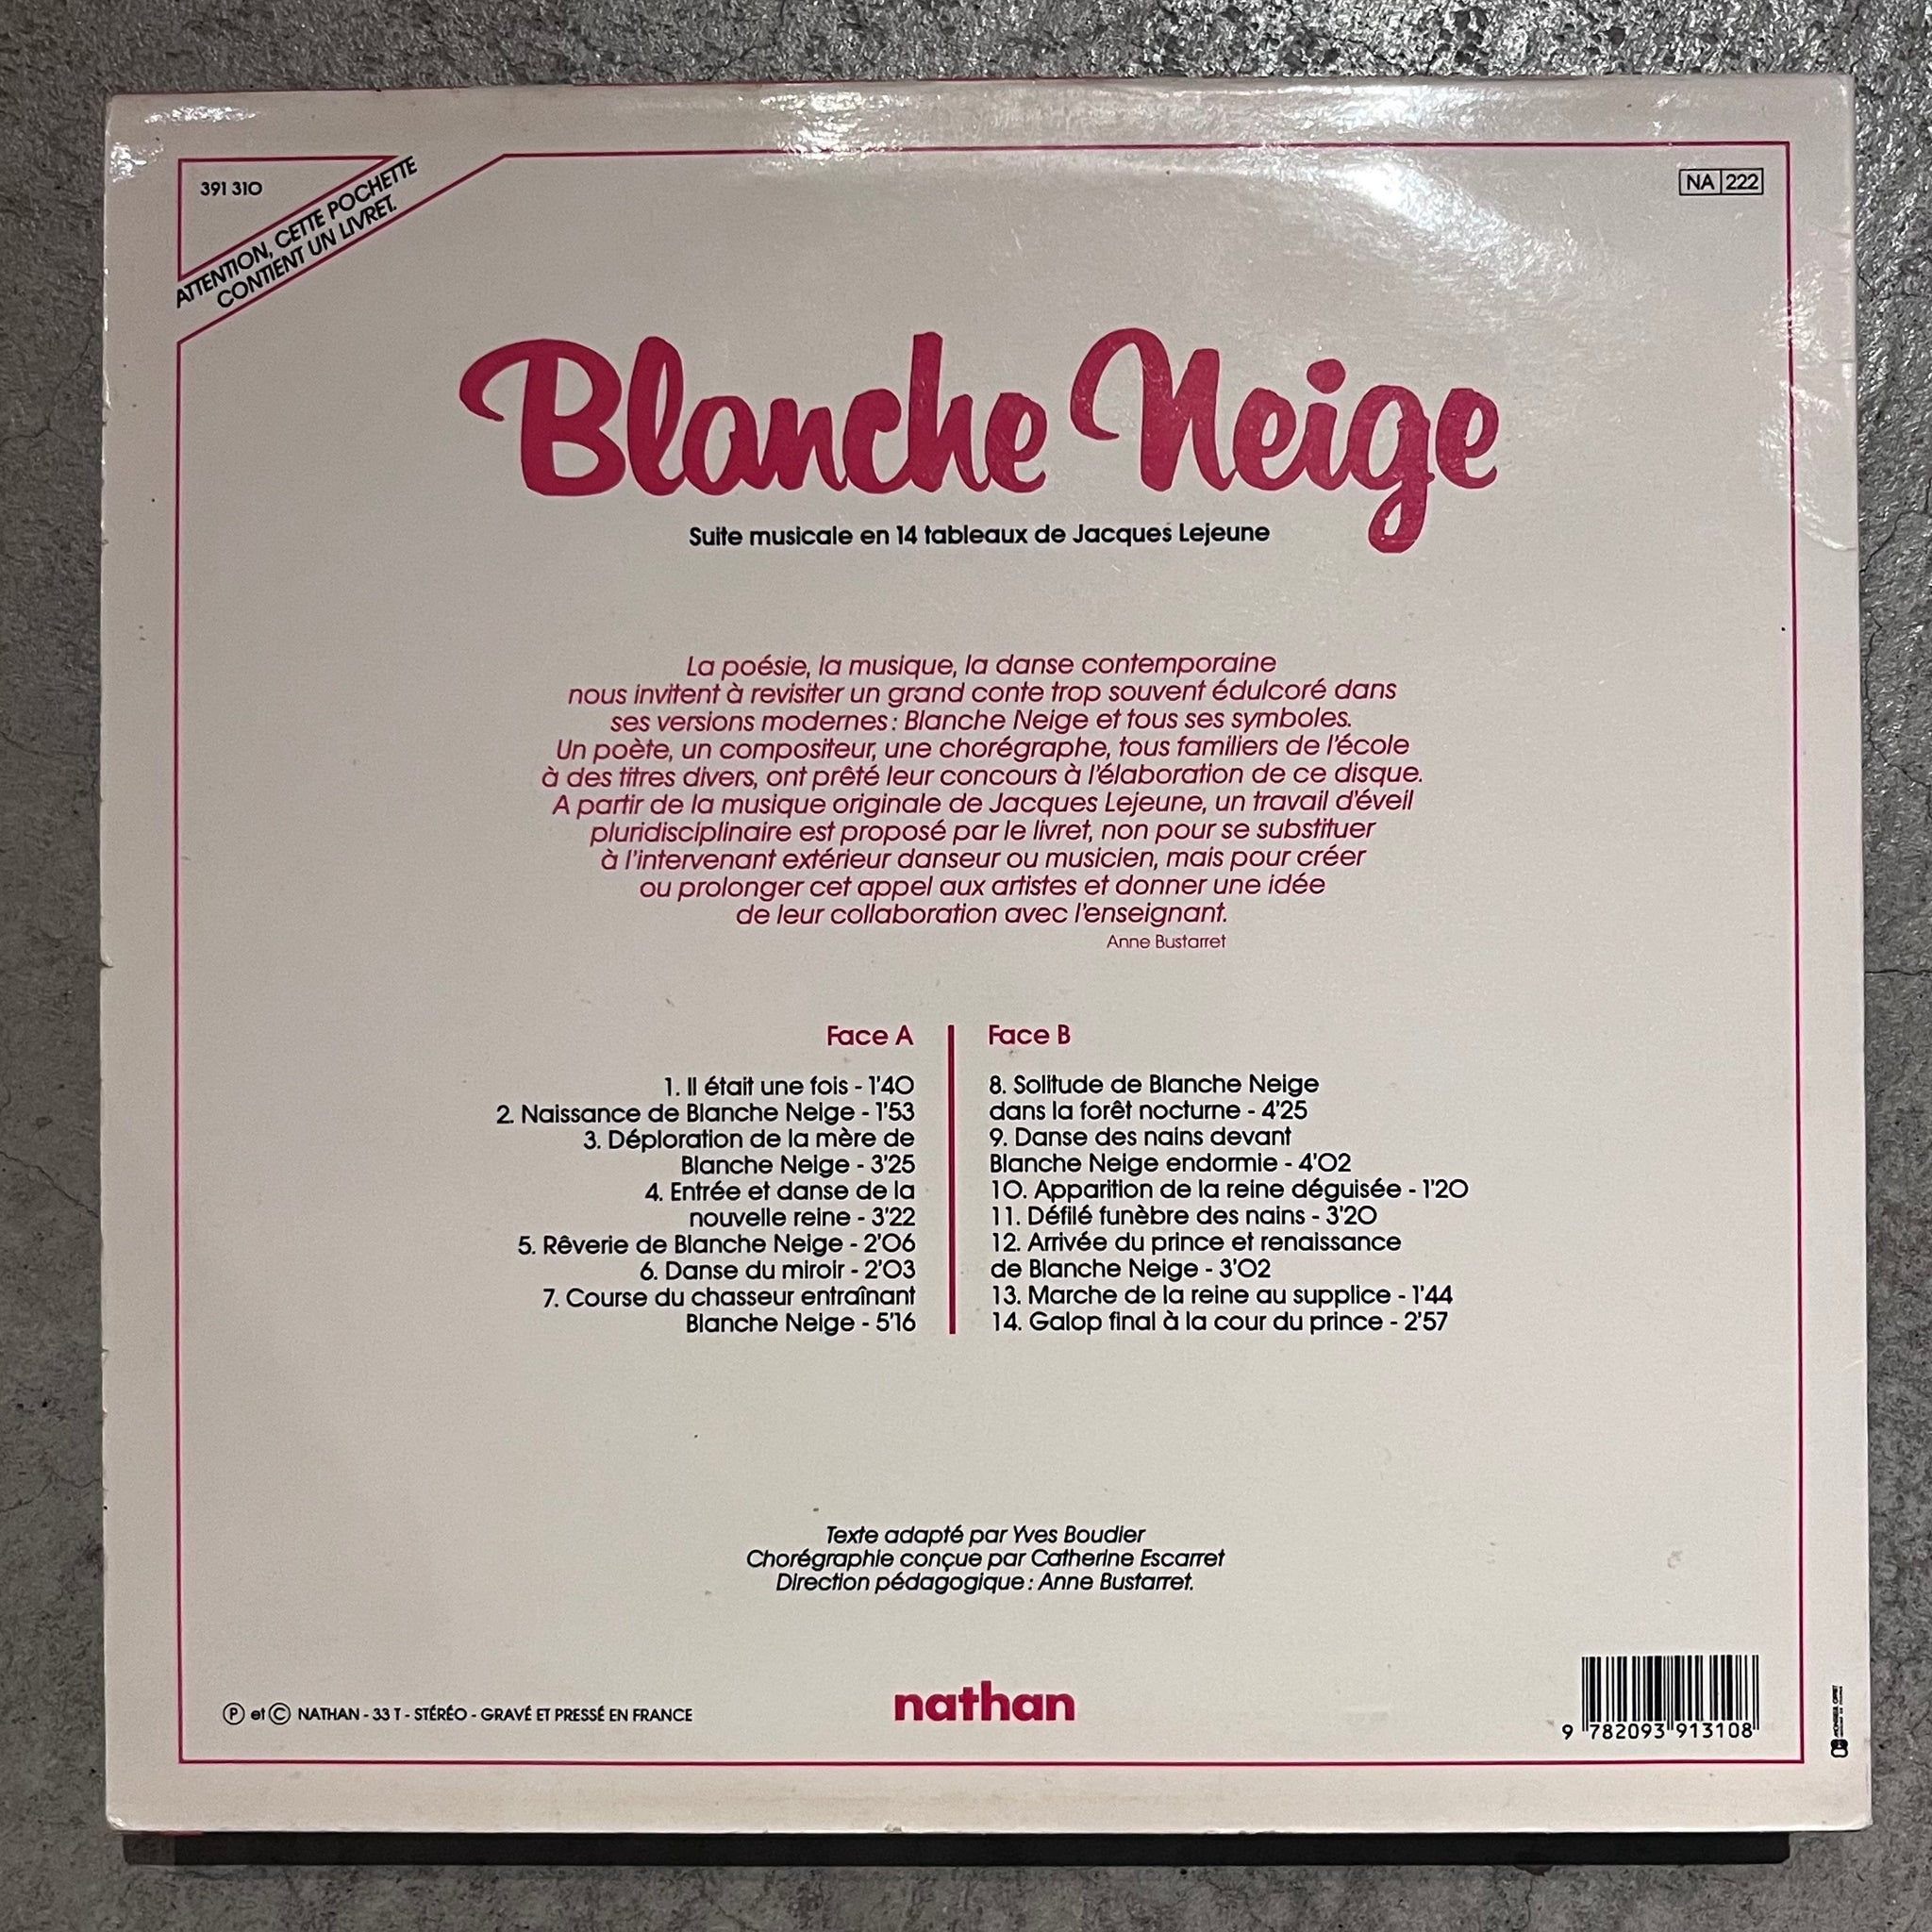 391 310
ATTENTION, CETTE POCHETTE
CONTIENT UN LIVRET.
NA 222
Blanche Neige
Suite musicale en 14 tableaux de Jacques Lejeune
La poésie, la musique, la danse contemporaine
nous invitent à revisiter un grand conte trop souvent édulcoré dans
ses versions modernes : Blanche Neige et tous ses symboles.
Un poète, un compositeur, une chorégraphe, tous familiers de l'école
à des titres divers, ont prêté leur concours à l'élaboration de ce disque.
A partir de la musique originale de Jacques Lejeune, un travail d'éveil
pluridisciplinaire est proposé par le livret, non pour se substituer
à l'intervenant extérieur danseur ou musicien, mais pour créer
ou prolonger cet appel aux artistes et donner une idée
de leur collaboration avec l'enseignant.
Anne Bustarret
Face A
1. Il était une fois - 1'40
2. Naissance de Blanche Neige - 1'53
3. Déploration de la mère de
Blanche Neige - 3'25
4. Entrée et danse de la
nouvelle reine - 3'22
5. Rêverie de Blanche Neige - 2'06
6. Danse du miroir - 2'03
7. Course du chasseur entraînant
Blanche Neige - 5'16
Face B
8. Solitude de Blanche Neige
dans la forêt nocturne - 4'25
9. Danse des nains devant
Blanche Neige endormie - 4'02
10. Apparition de la reine déguisée - 1'20
11. Défilé funèbre des nains - 3'20
12. Arrivée du prince et renaissance
de Blanche Neige - 3'02
13. Marche de la reine au supplice - 1'44
14. Galop final à la cour du prince - 2'57
Texte adapté par Yves Boudier
Chorégraphie conçue par Catherine Escarret
Direction pédagogique : Anne Bustarret.
Ⓟ et © NATHAN - 33 T - STÉRÉO - GRAVÉ ET PRESSÉ EN FRANCE
nathan
9 782093 913108